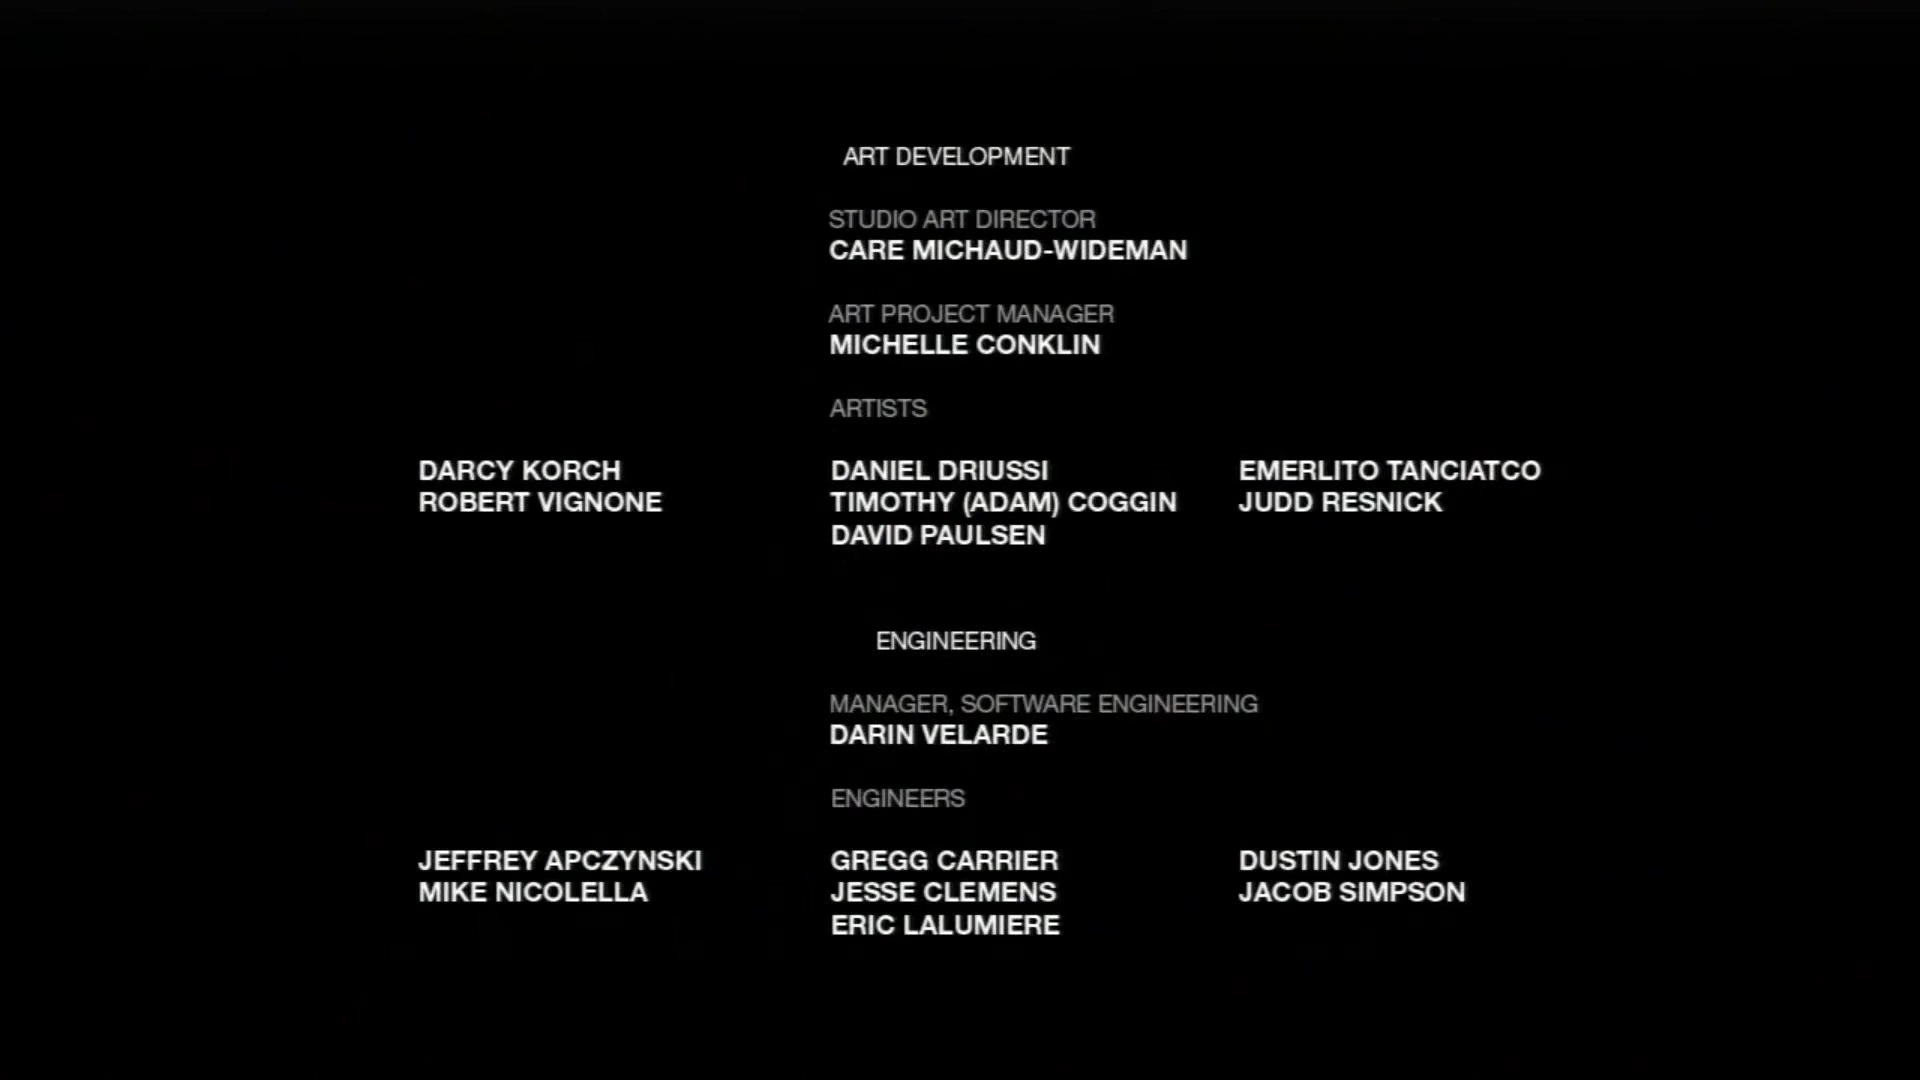 ART DEVELOPMENT
STUDIO ART DIRECTOR
CARE MICHAUD-WIDEMAN
ART PROJECT MANAGER
MICHELLE CONKLIN
ARTISTS
DARCY KORCH DANIEL DRIUSSI EMERLITO TANCIATCO
ROBERT VIGNONE TIMOTHY (ADAM) COGGIN JUDD RESNICK
DAVID PAULSEN
ENGINEERING
MANAGER, SOFTWARE ENGINEERING
DARIN VELARDE
ENGINEERS
JEFFREY APCZYNSKI GREGG CARRIER DUSTIN JONES
MIKE NICOLELLA JESSE CLEMENS JACOB SIMPSON
ERIC LALUMIERE